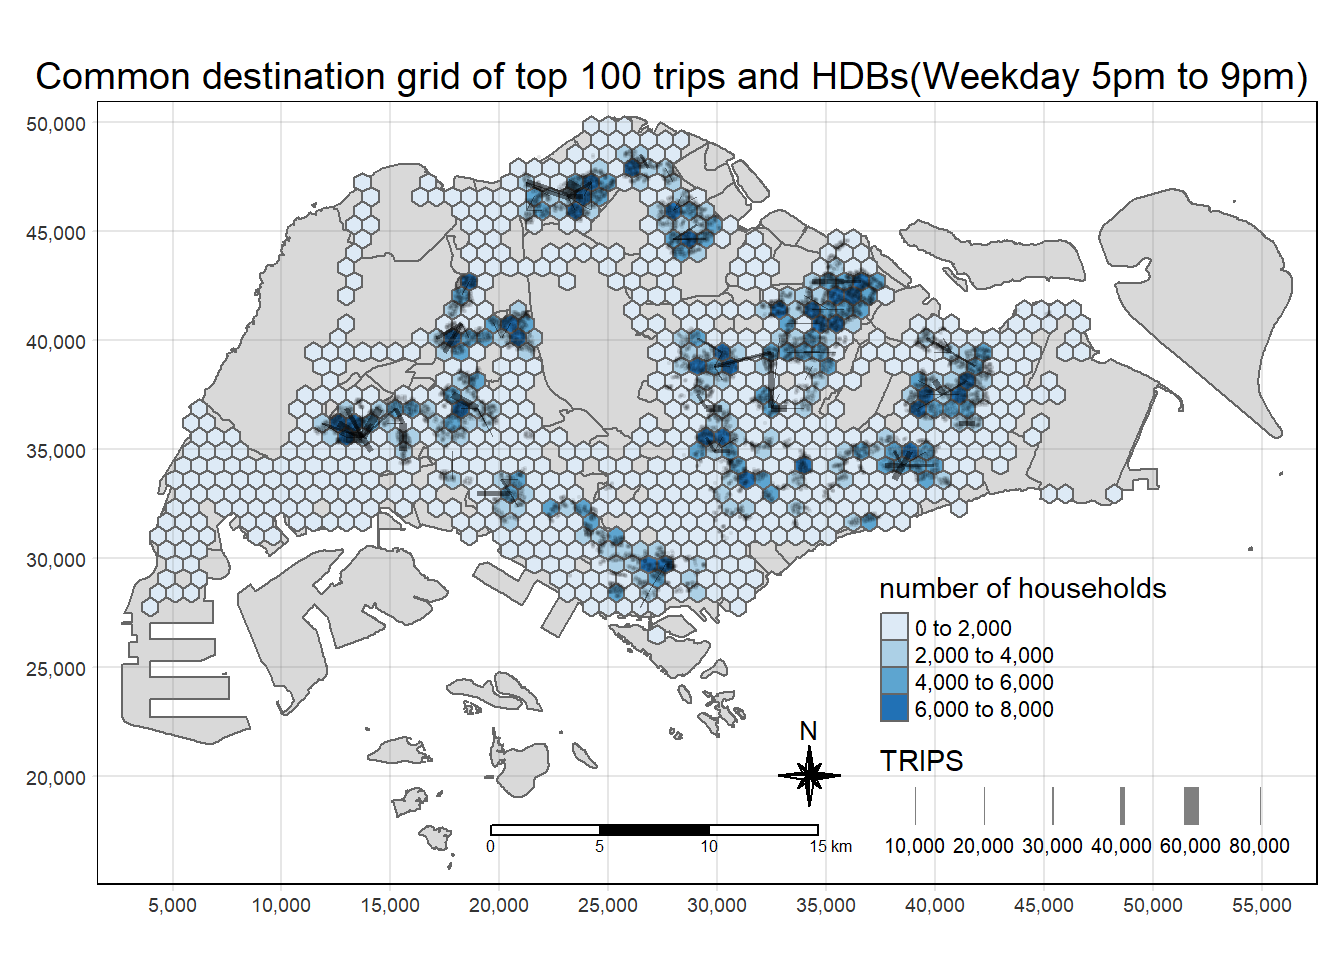 Common destination grid of top 100 trips and HDBs(Weekday 5pm to 9pm)
50,000
45,000
40,000
35,000
30,000
25,000
20,000
number of households
0 to 2,000
2,000 to 4,000
4,000 to 6,000
6,000 to 8,000
N
TRIPS
10,000 20,000 30,000 40,000 60,000 80,000
0 5 10 15 km
5,000 10,000 15,000 20,000 25,000 30,000 35,000 40,000 45,000 50,000 55,000